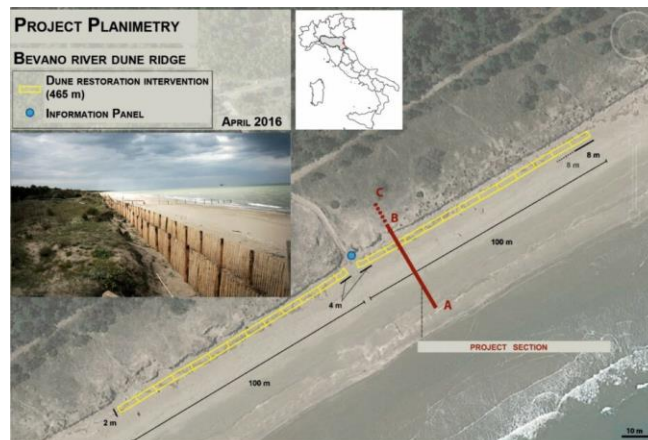 PROJECT PLANIMETRY
BEVANO RIVER DUNE RIDGE
DUNE RESTORATION INTERVENTION
(465 m)
INFORMATION PANEL
APRIL 2016
8 m
8 m
C
B
100 m
A
4 m
PROJECT SECTION
100 m
2 m
10 m